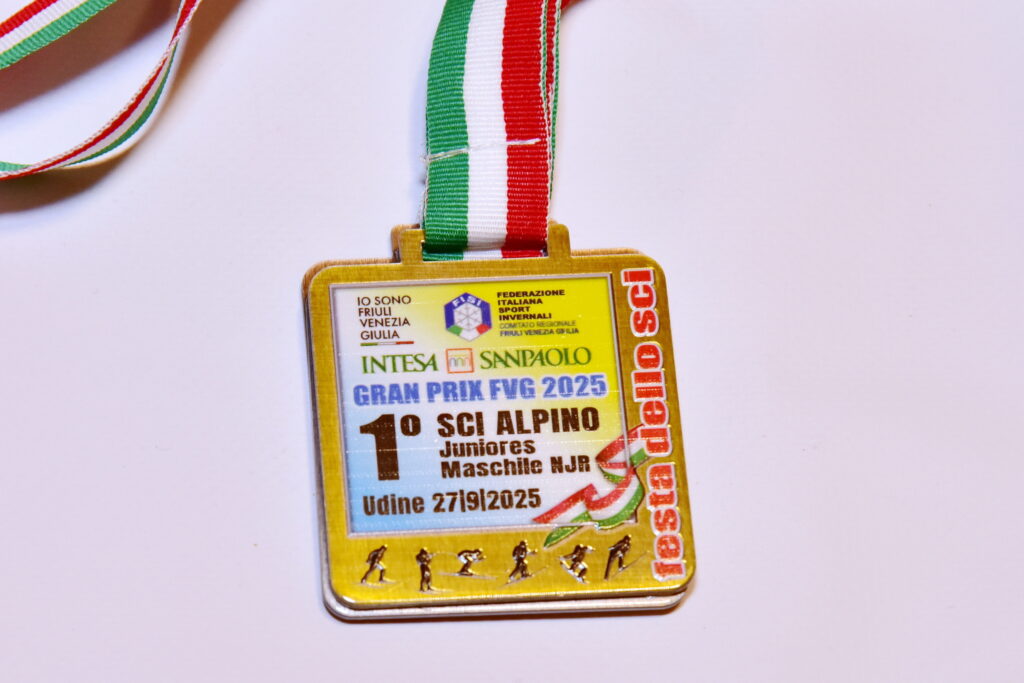 IO SONO
FRIULI
VENEZIA
GIULIA
FISI
FEDERAZIONE
ITALIANA
SPORT
INVERNALI
COMITATO REGIONALE
FRIULI VENEZIA GIULIA
INTESA SANPAOLO
GRAN PRIX FVG 2025
1º SCI ALPINO
Juniores
Maschile NJR
Udine 27|9|2025
festa dello sci